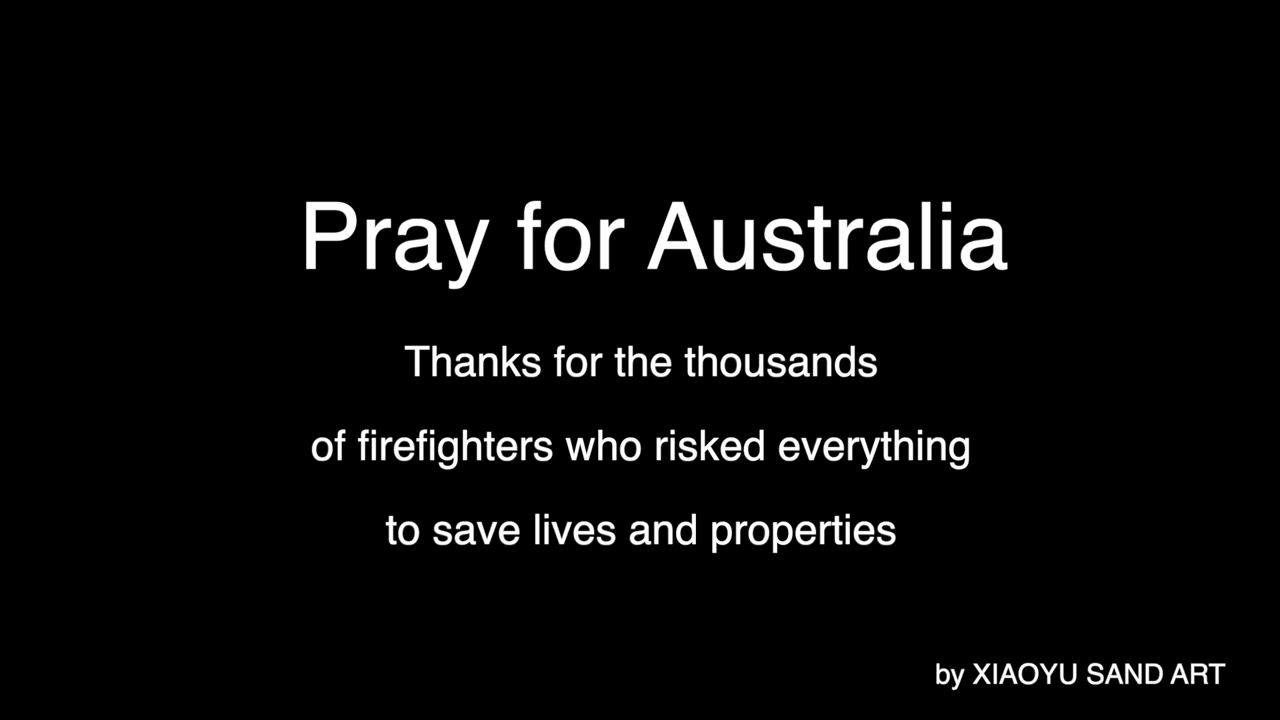 Pray for Australia
Thanks for the thousands
of firefighters who risked everything
to save lives and properties
by XIAOYU SAND ART